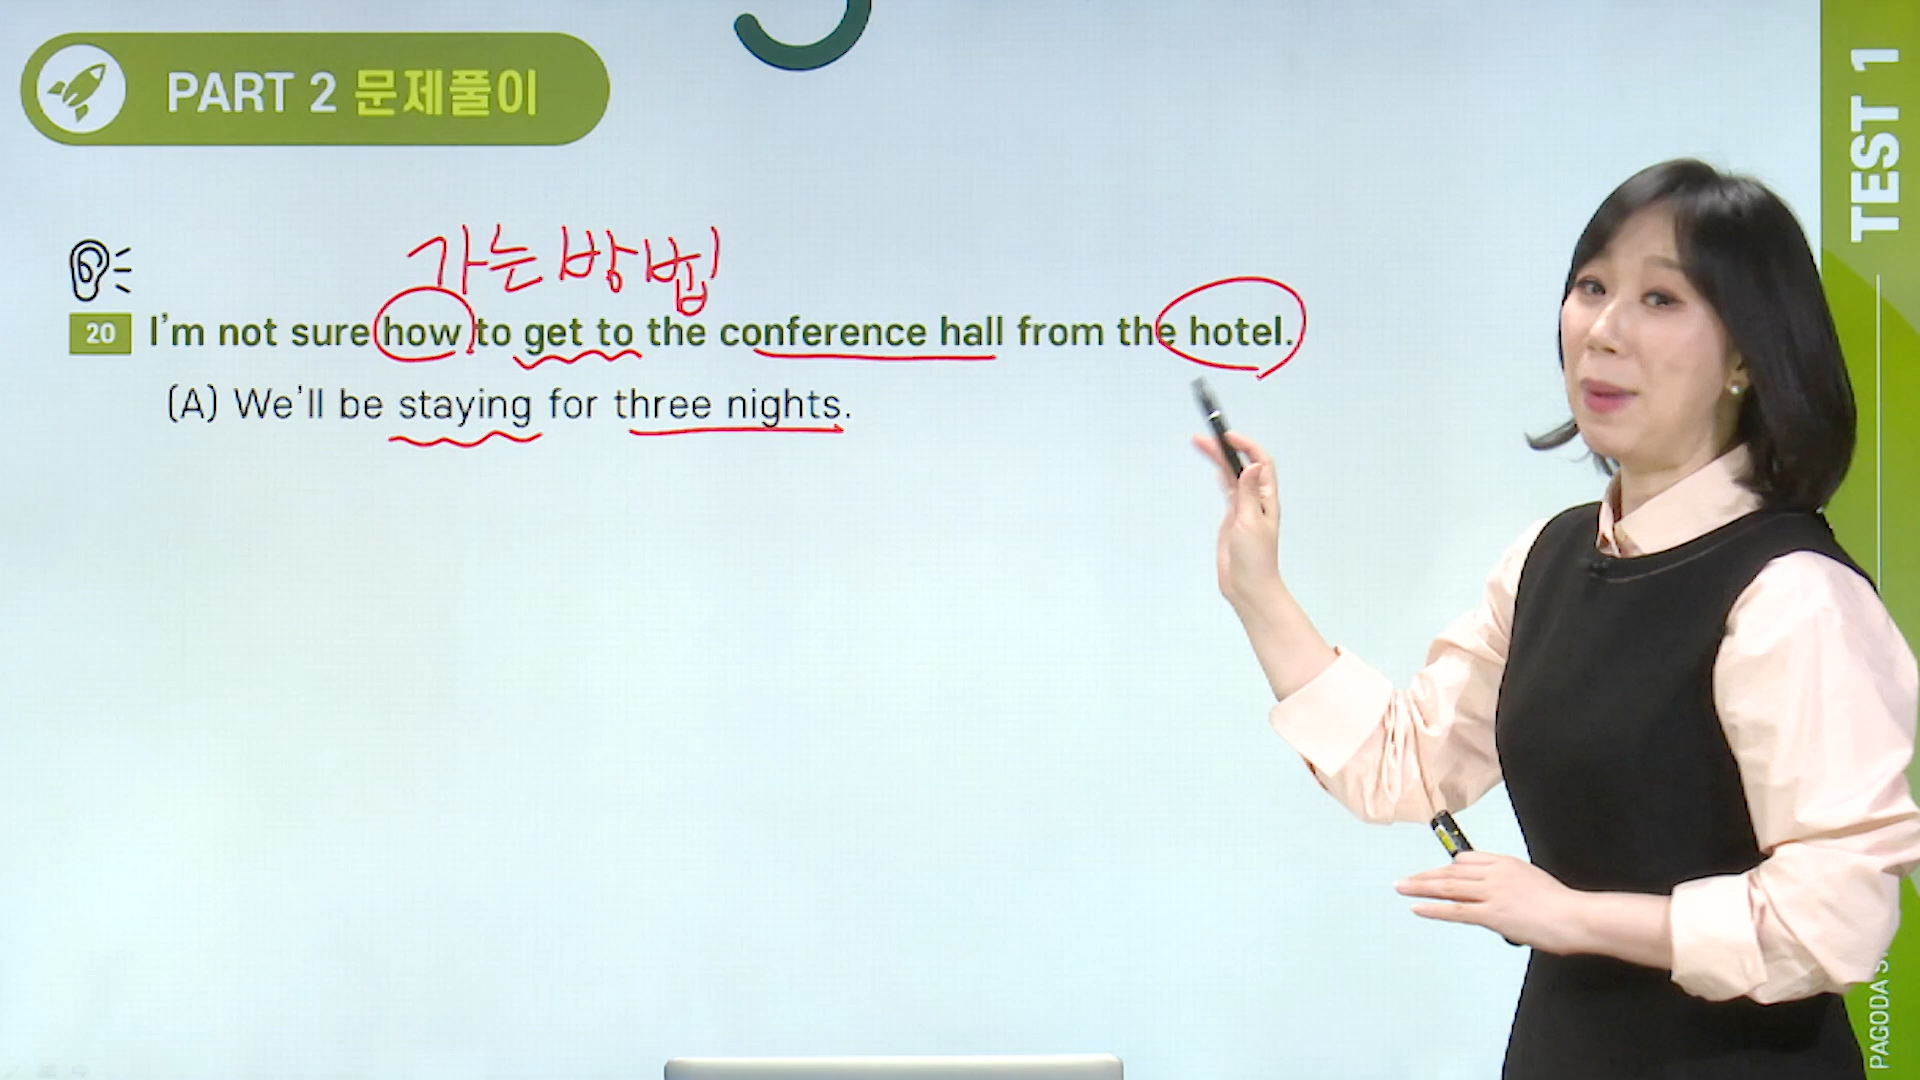 PART 2 문제풀이
TEST 1
가는 방법
20 I'm not sure how to get to the conference hall from the hotel.
(A) We'll be staying for three nights.
PAGODA